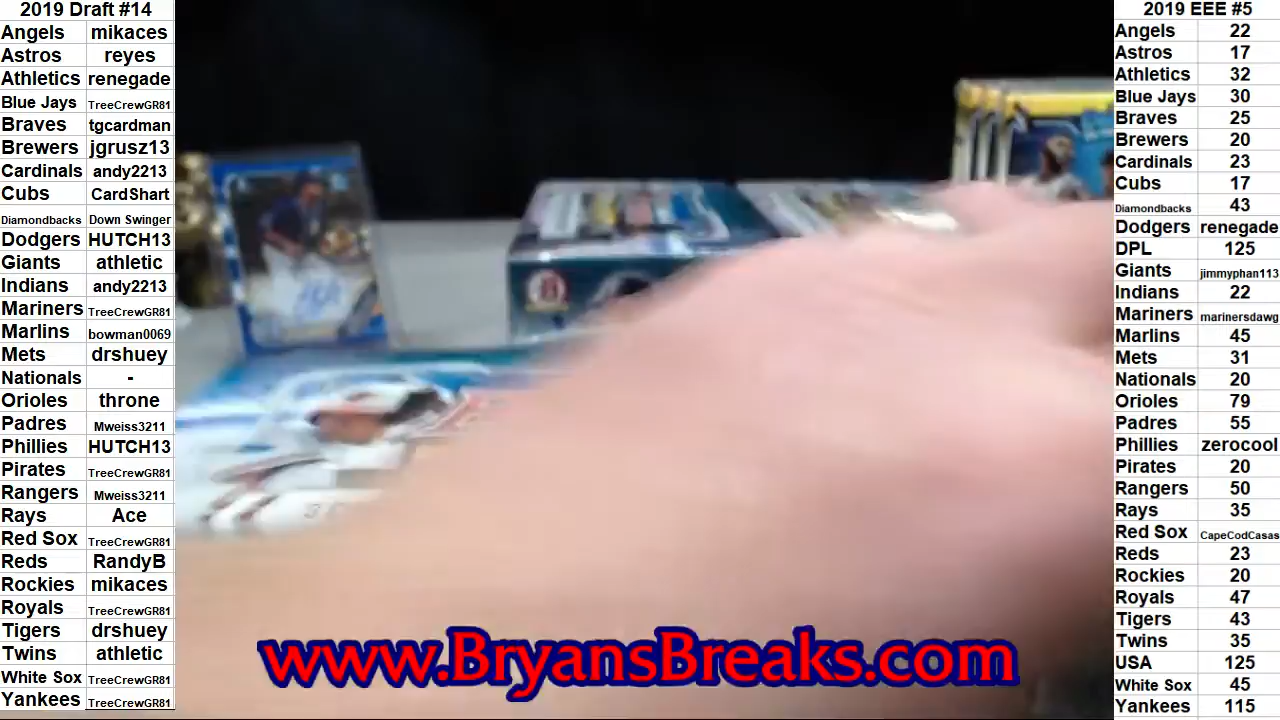 2019 Draft #14
Angels mikaces
Astros reyes
Athletics renegade
Blue Jays TreeCrewGR81
Braves tgcardman
Brewers jgrusz13
Cardinals andy2213
Cubs CardShart
Diamondbacks Down Swinger
Dodgers HUTCH13
Giants athletic
Indians andy2213
Mariners TreeCrewGR81
Marlins bowman0069
Mets drshuey
Nationals -
Orioles throne
Padres Mweiss3211
Phillies HUTCH13
Pirates TreeCrewGR81
Rangers Mweiss3211
Rays Ace
Red Sox TreeCrewGR81
Reds RandyB
Rockies mikaces
Royals TreeCrewGR81
Tigers drshuey
Twins athletic
White Sox TreeCrewGR81
Yankees TreeCrewGR81
www.BryansBreaks.com
2019 EEE #5
Angels 22
Astros 17
Athletics 32
Blue Jays 30
Braves 25
Brewers 20
Cardinals 23
Cubs 17
Diamondbacks 43
Dodgers renegade
DPL 125
Giants jimmyphan113
Indians 22
Mariners marinersdawg
Marlins 45
Mets 31
Nationals 20
Orioles 79
Padres 55
Phillies zerocool
Pirates 20
Rangers 50
Rays 35
Red Sox CapeCodCasas
Reds 23
Rockies 20
Royals 47
Tigers 43
Twins 35
USA 125
White Sox 45
Yankees 115